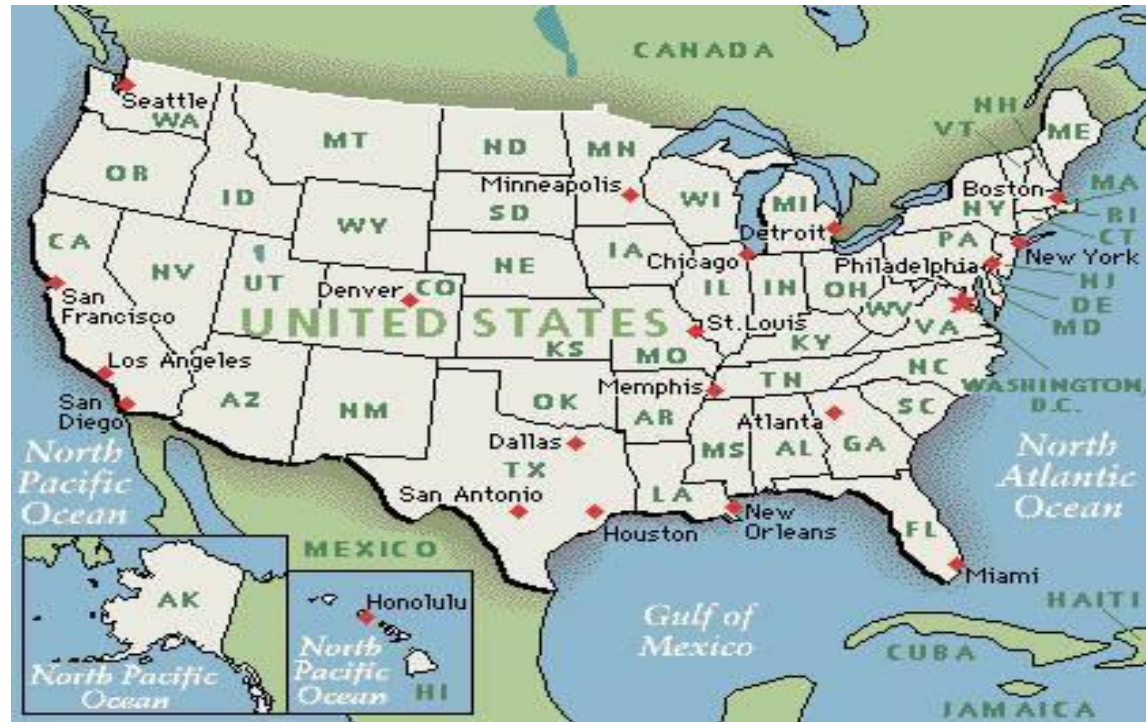 CANADA
NH
VT
ME
Seattle
WA
MT
ND
MN
OR
ID
Minneapolis
WI
MI
Boston
MA
NY
RI
CT
SD
WY
Detroit
CA
NV
UT
IA
Chicago
PA
New York
Philadelphia
NJ
NE
IL
IN
OH
WV
DE
MD
VA
San
Francisco
Denver
CO
UNITED STATES
St. Louis
KS
MO
KY
Los Angeles
Memphis
TN
NC
WASHINGTON
D.C.
San
Diego
AZ
NM
OK
AR
Atlanta
SC
MS
AL
GA
Dallas
TX
North
Pacific
Ocean
North
Atlantic
Ocean
San Antonio
LA
Houston
New
Orleans
FL
MEXICO
Miami
AK
Honolulu
HAITI
Gulf of
Mexico
CUBA
North Pacific
Ocean
North
Pacific
Ocean
HI
JAMAICA